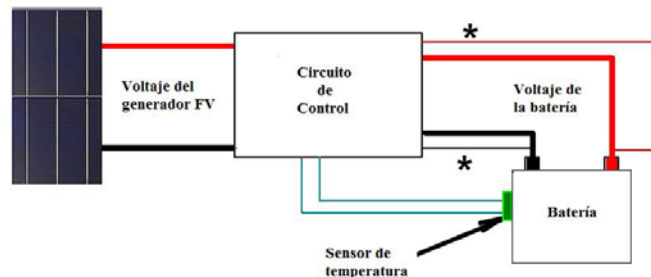 Voltaje del
generador FV
Circuito
de
Control
*
Voltaje de
la batería
*
Batería
Sensor de
temperatura